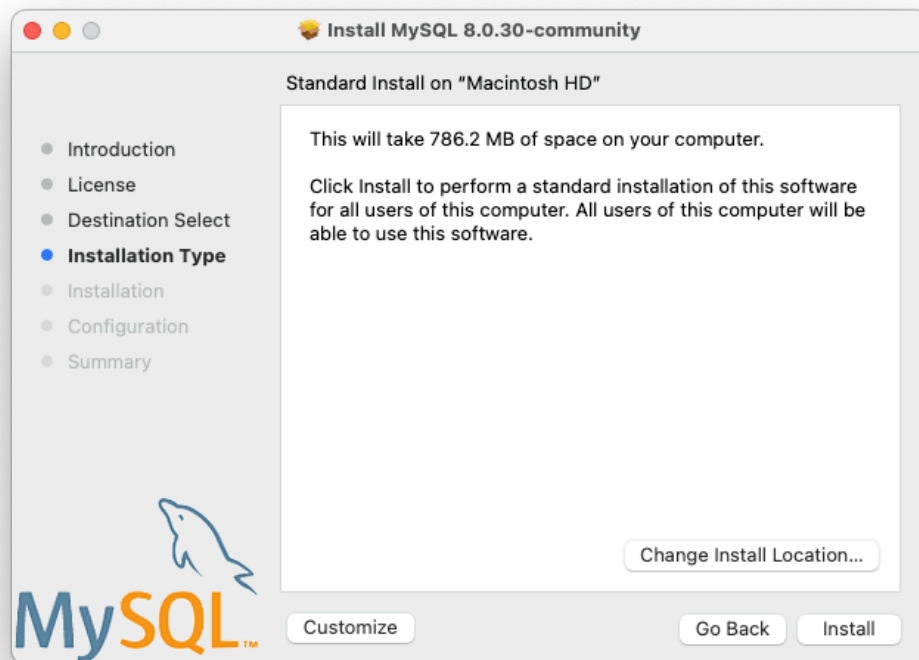 Install MySQL 8.0.30-community
Standard Install on “Macintosh HD”
Introduction
License
Destination Select
Installation Type
Installation
Configuration
Summary
This will take 786.2 MB of space on your computer.
Click Install to perform a standard installation of this software
for all users of this computer. All users of this computer will be
able to use this software.
Change Install Location...
MySQL™
Customize
Go Back
Install